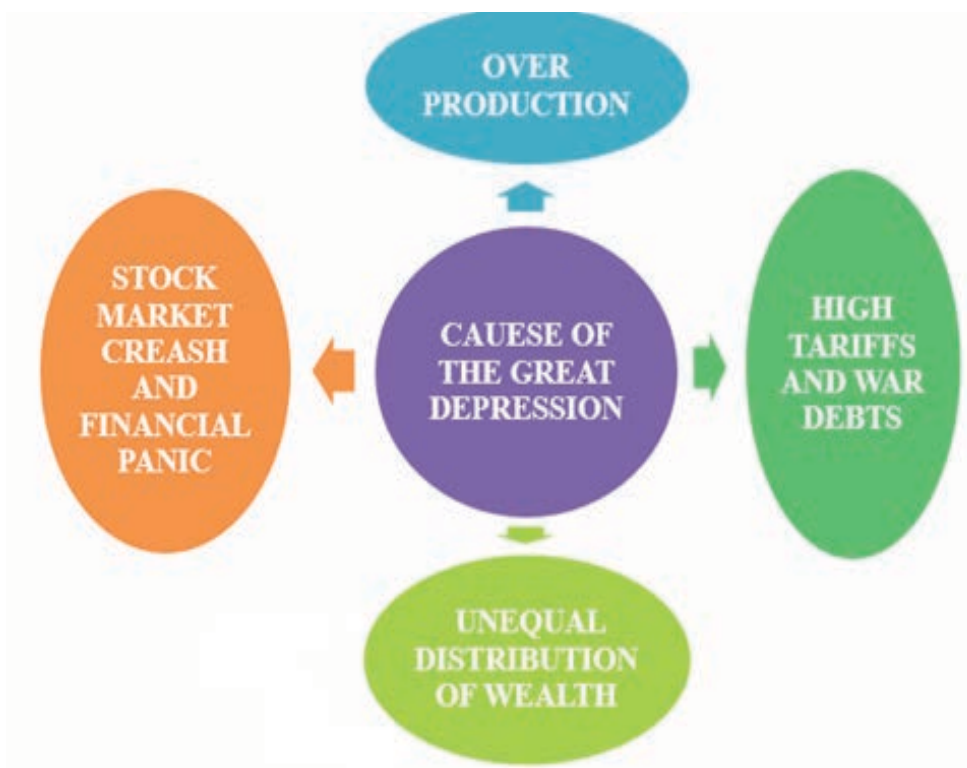 OVER
PRODUCTION
STOCK
MARKET
CREASH
AND
FINANCIAL
PANIC
CAUESE OF
THE GREAT
DEPRESSION
HIGH
TARIFFS
AND WAR
DEBTS
UNEQUAL
DISTRIBUTION
OF WEALTH